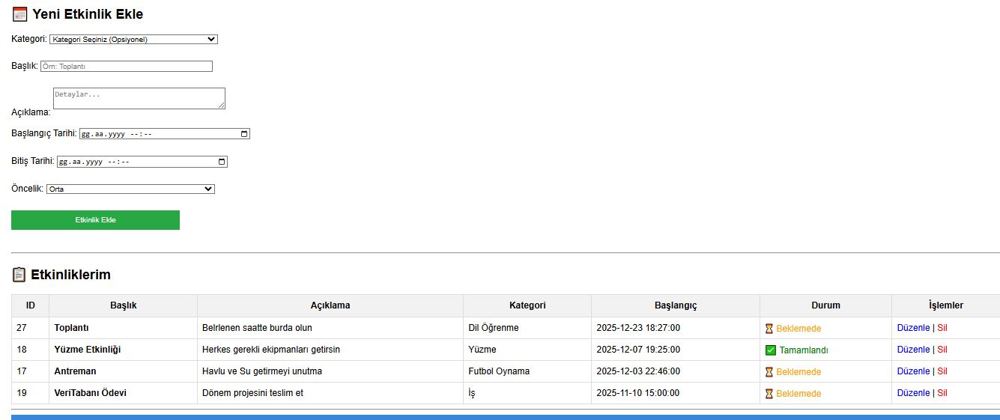 Yeni Etkinlik Ekle
Kategori: Kategori Seçiniz (Opsiyonel)
Başlık: Örn: Toplantı
Detaylar...
Açıklama:
Başlangıç Tarihi: gg.aa.yyyy --:--
Bitiş Tarihi: gg.aa.yyyy --:--
Öncelik: Orta
Etkinlik Ekle
Etkinliklerim
ID Başlık Açıklama Kategori Başlangıç Durum İşlemler
27 Toplantı Belrlenen saatte burda olun Dil Öğrenme 2025-12-23 18:27:00 Beklemede Düzenle | Sil
18 Yüzme Etkinliği Herkes gerekli ekipmanları getirsin Yüzme 2025-12-07 19:25:00 Tamamlandı Düzenle | Sil
17 Antreman Havlu ve Su getirmeyi unutma Futbol Oynama 2025-12-03 22:46:00 Beklemede Düzenle | Sil
19 VeriTabanı Ödevi Dönem projesini teslim et İş 2025-11-10 15:00:00 Beklemede Düzenle | Sil